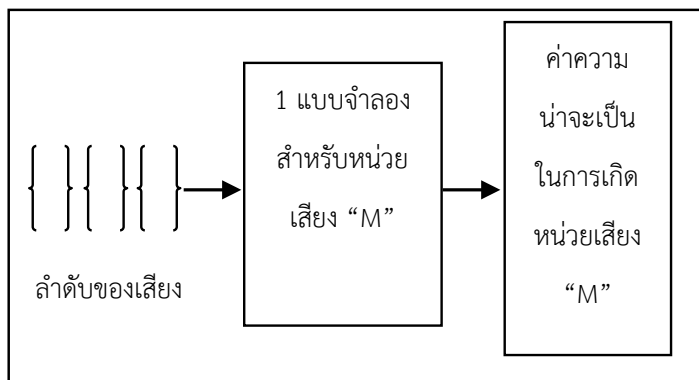 { } { } { }
ลำดับของเสียง
1 แบบจำลอง
สำหรับหน่วย
เสียง “M”
ค่าความ
น่าจะเป็น
ในการเกิด
หน่วยเสียง
“M”